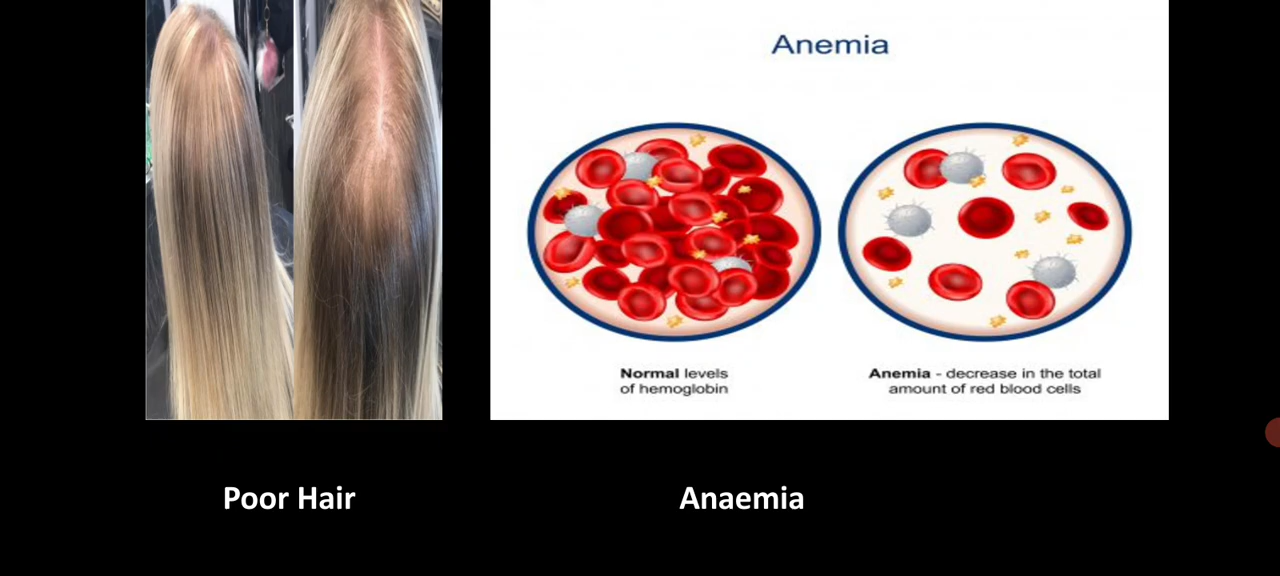 Anemia
Normal levels
of hemoglobin
Anemia - decrease in the total
amount of red blood cells
Poor Hair
Anaemia